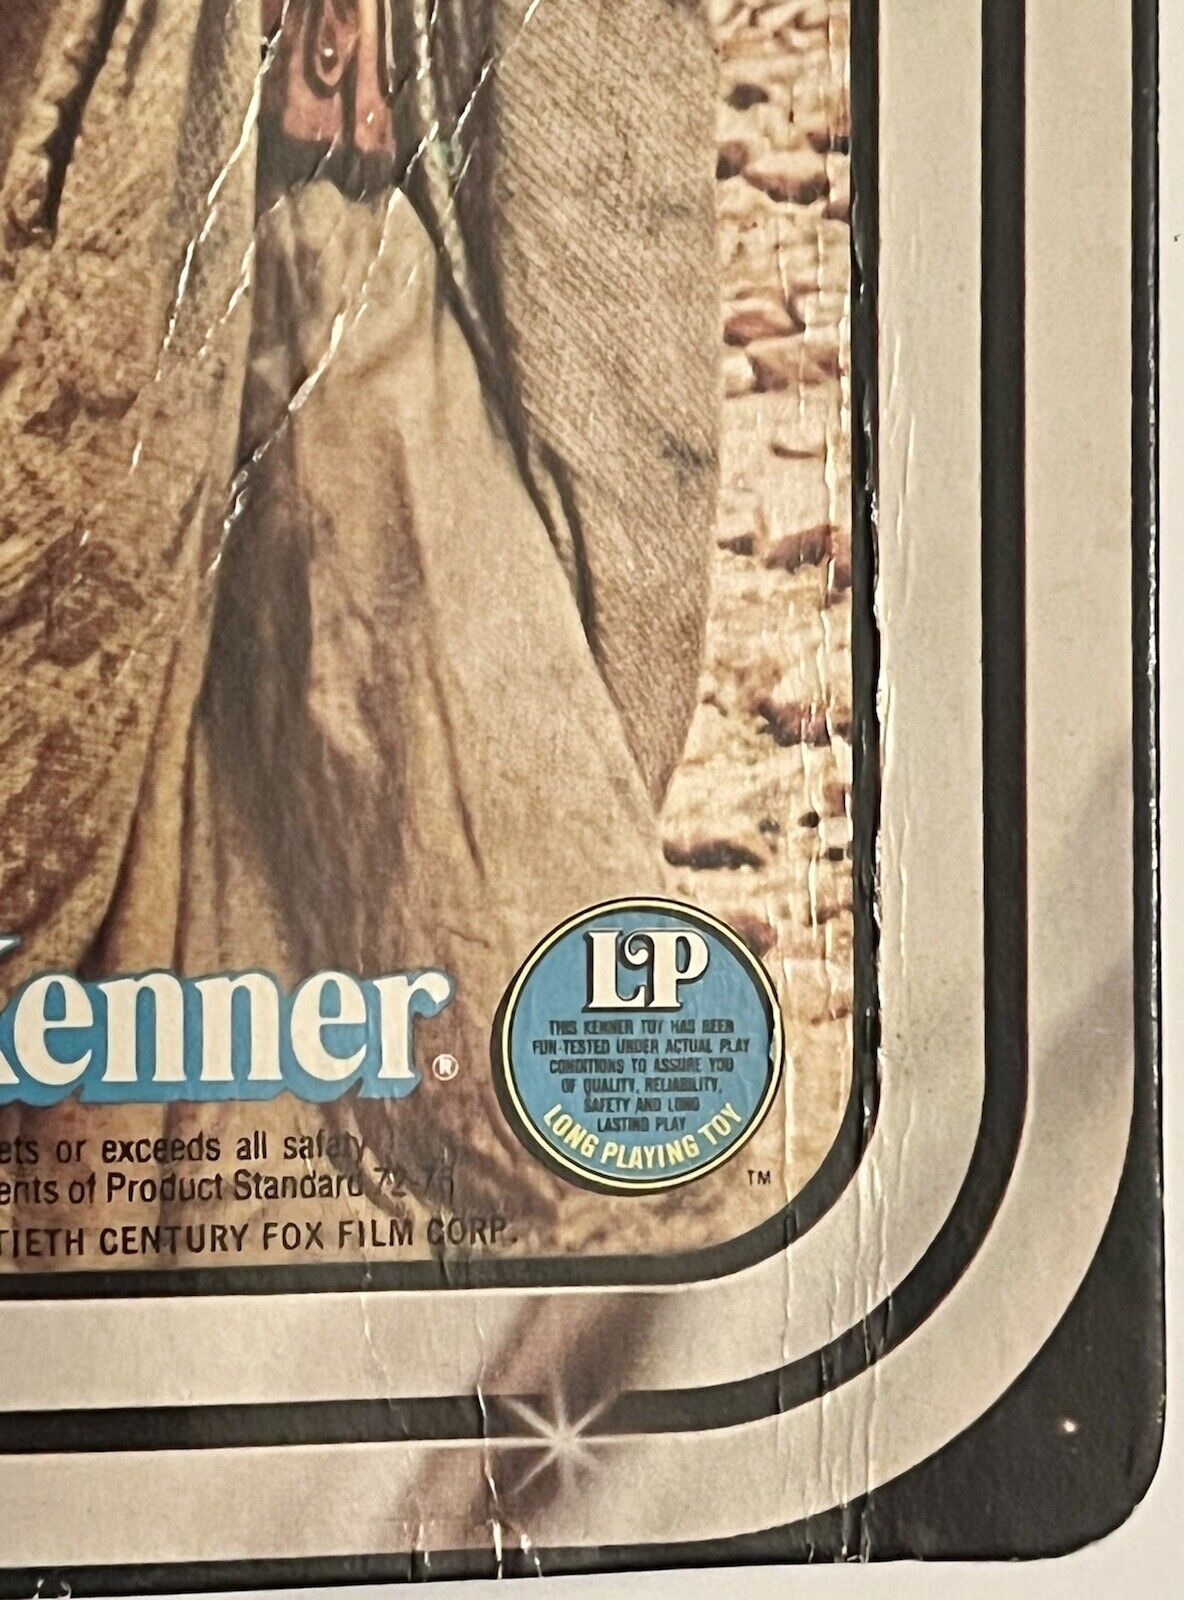 Kenner®
ets or exceeds all safety
ents of Product Standard 72-76
TIETH CENTURY FOX FILM CORP.
LP
THIS KENNER TOY HAS BEEN
FUN-TESTED UNDER ACTUAL PLAY
CONDITIONS TO ASSURE YOU
OF QUALITY, RELIABILITY,
SAFETY AND LONG
LASTING PLAY
LONG PLAYING TOY
TM